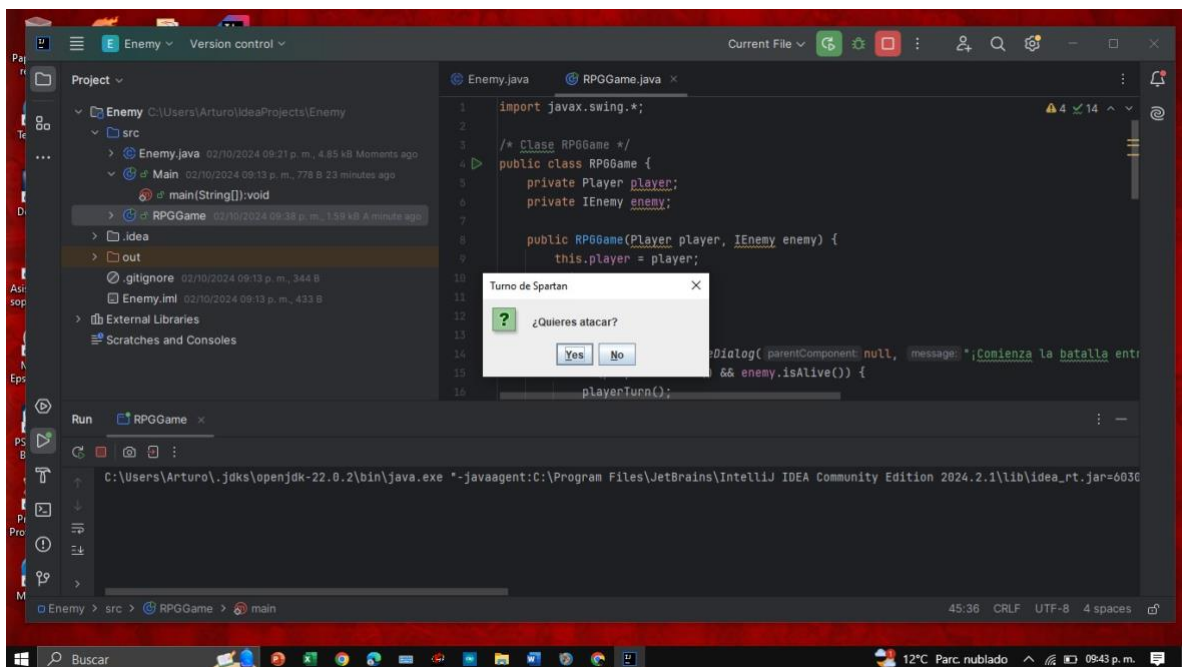 Enemy Version control Current File
Project
Enemy.java RPGGame.java
Enemy C:\Users\Arturo\IdeaProjects\Enemy
src
Enemy.java 02/10/2024 09:21 p. m., 4.85 kB Moments ago
Main 02/10/2024 09:13 p. m., 778 B 23 minutes ago
main(String[]):void
RPGGame 02/10/2024 09:38 p. m., 1.59 kB A minute ago
.idea
out
.gitignore 02/10/2024 09:13 p. m., 344 B
Enemy.iml 02/10/2024 09:13 p. m., 433 B
External Libraries
Scratches and Consoles
4 14
1 import javax.swing.*;
2
3 /* Clase RPGGame */
4 public class RPGGame {
5 private Player player;
6 private IEnemy enemy;
7
8 public RPGGame(Player player, IEnemy enemy) {
9 this.player = player;
10
11
12
13
14 eDialog( parentComponent: null, message: "¡Comienza la batalla entr
15 && enemy.isAlive()) {
16 playerTurn();
Turno de Spartan
¿Quieres atacar?
Yes No
Run RPGGame
C:\Users\Arturo\.jdks\openjdk-22.0.2\bin\java.exe "-javaagent:C:\Program Files\JetBrains\IntelliJ IDEA Community Edition 2024.2.1\lib\idea_rt.jar=6030
Enemy > src > RPGGame > main 45:36 CRLF UTF-8 4 spaces
Buscar 12°C Parc. nublado 09:43 p. m.